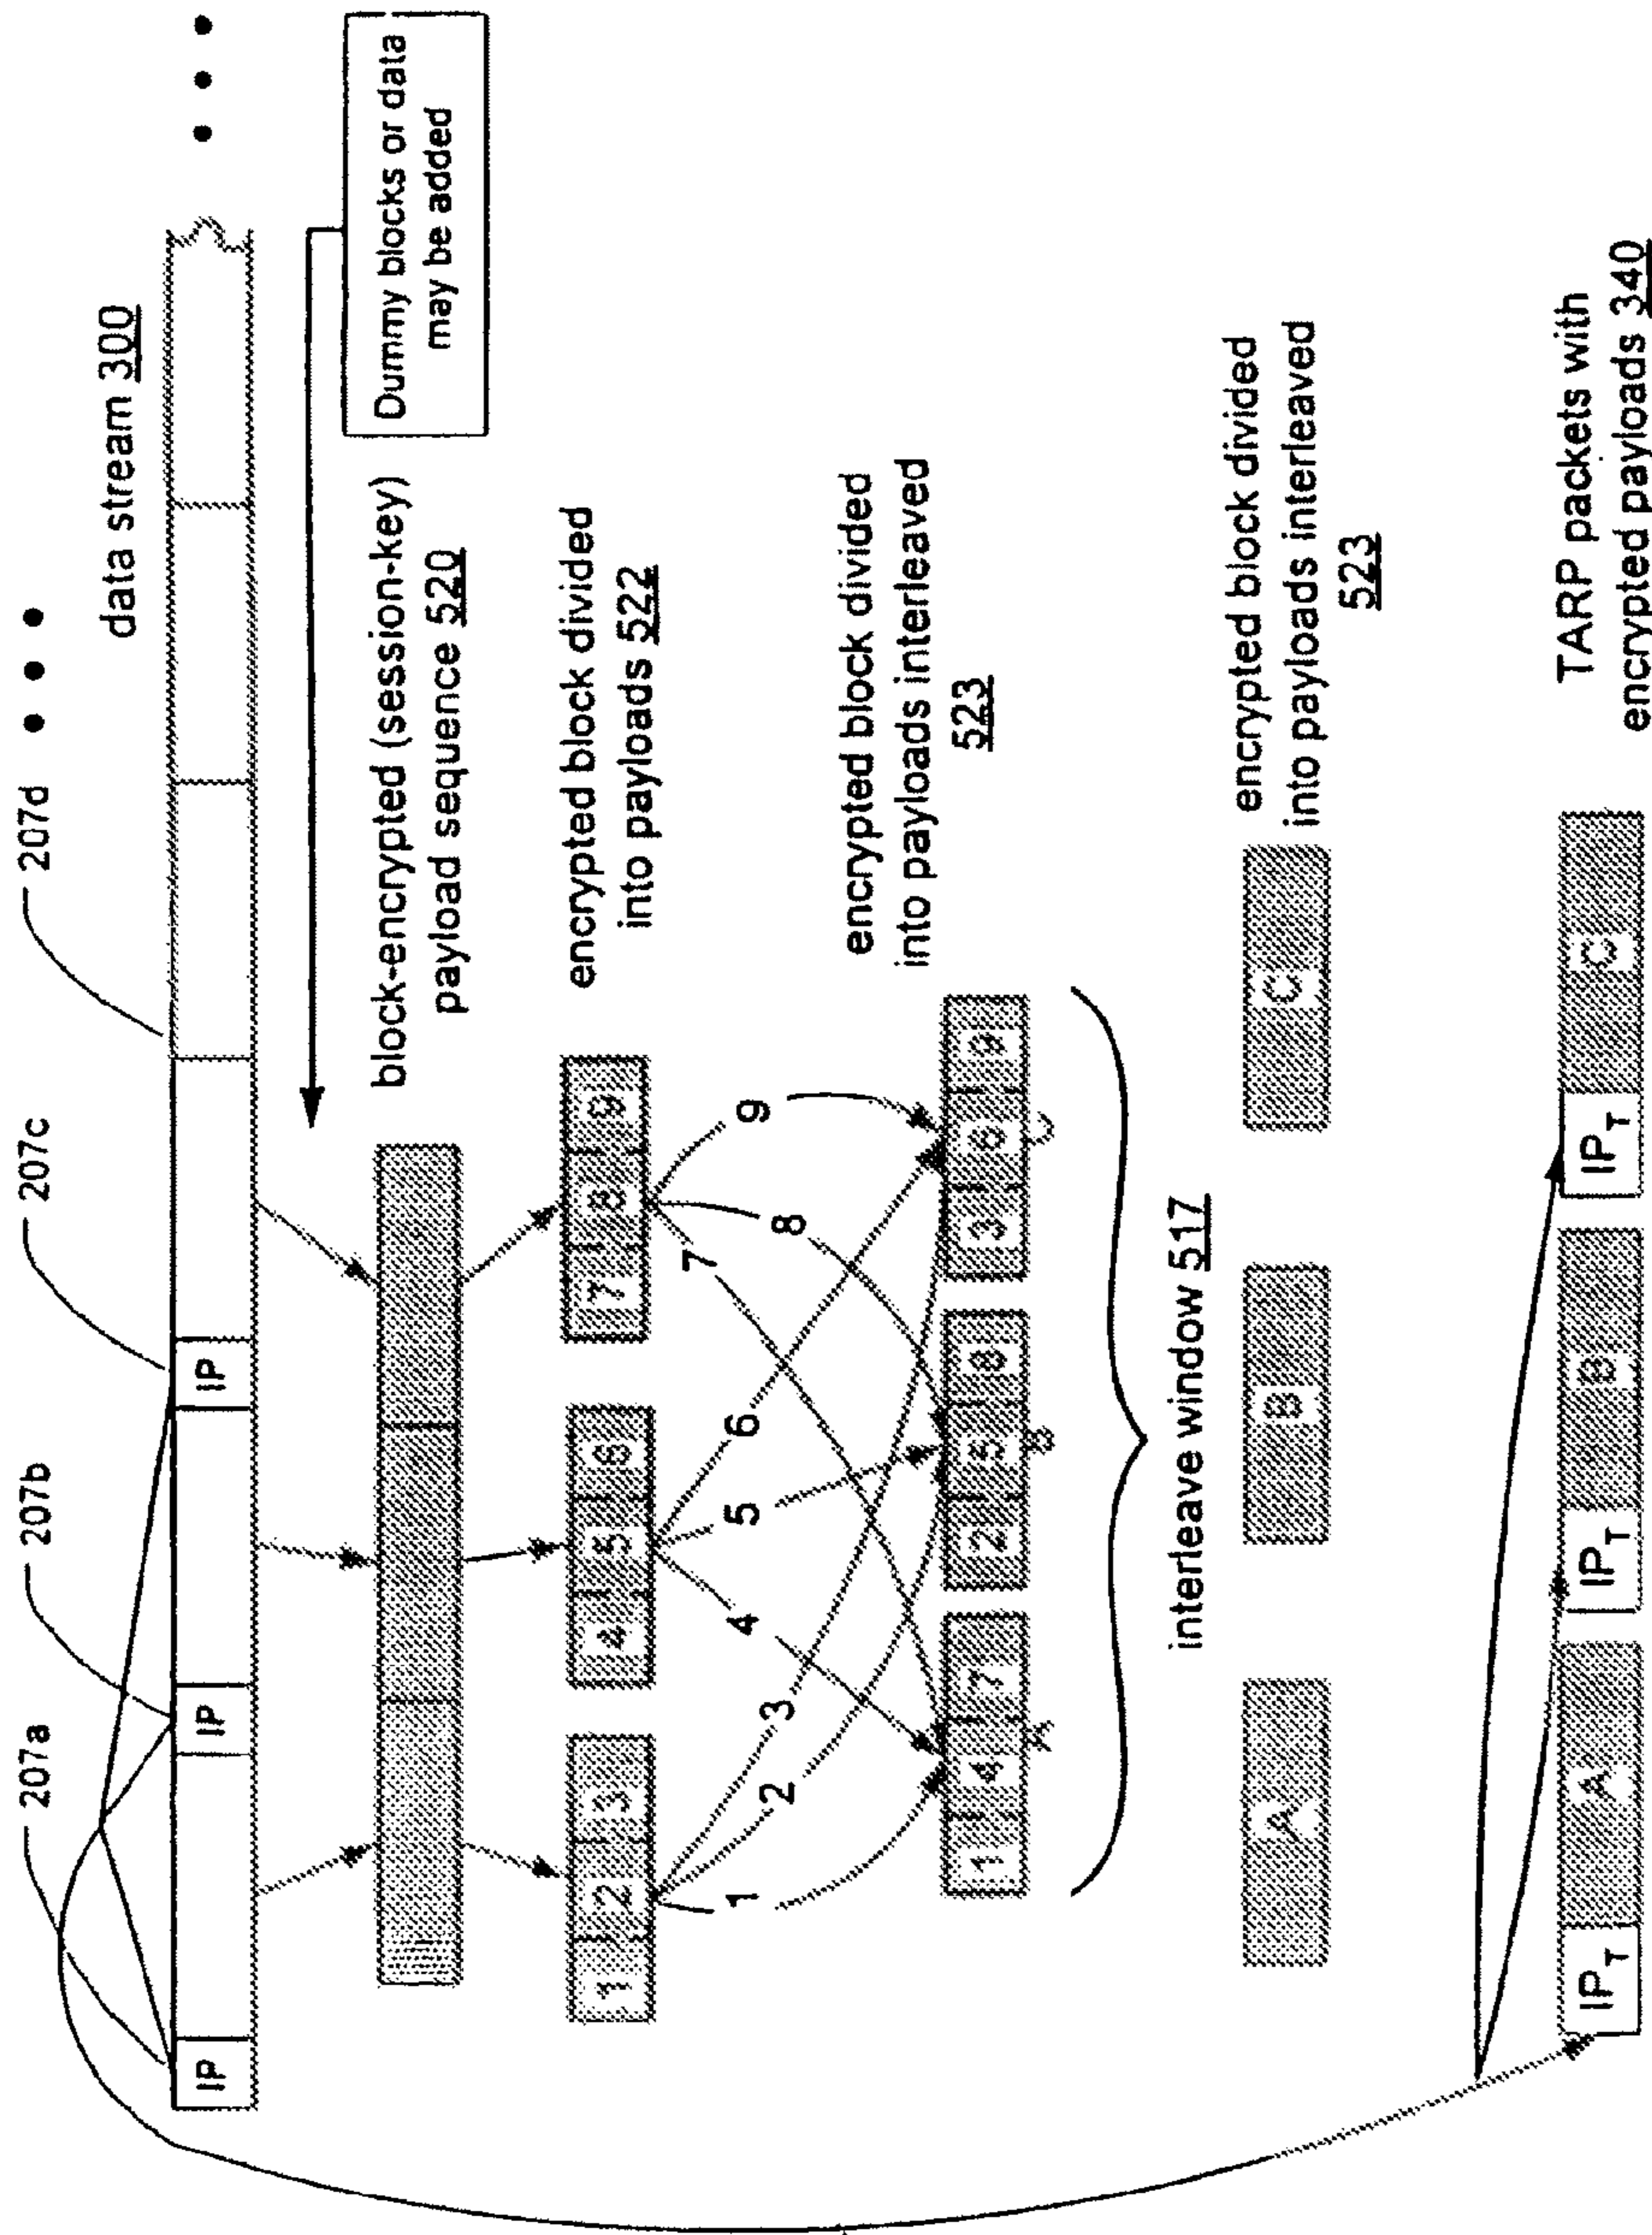 207a
207b
207c
207d
data stream 300
IP
IP
IP
Dummy blocks or data
may be added
block-encrypted (session-key)
payload sequence 520
encrypted block divided
into payloads 522
1 2 3
4 5 6
7 8 9
1
2
3
4
5
6
7
8
9
encrypted block divided
into payloads interleaved
523
1 4 7
2 5 8
3 6 9
A
B
C
interleave window 517
encrypted block divided
into payloads interleaved
523
A
B
C
TARP packets with
encrypted payloads 340
IPT A
IPT B
IPT C